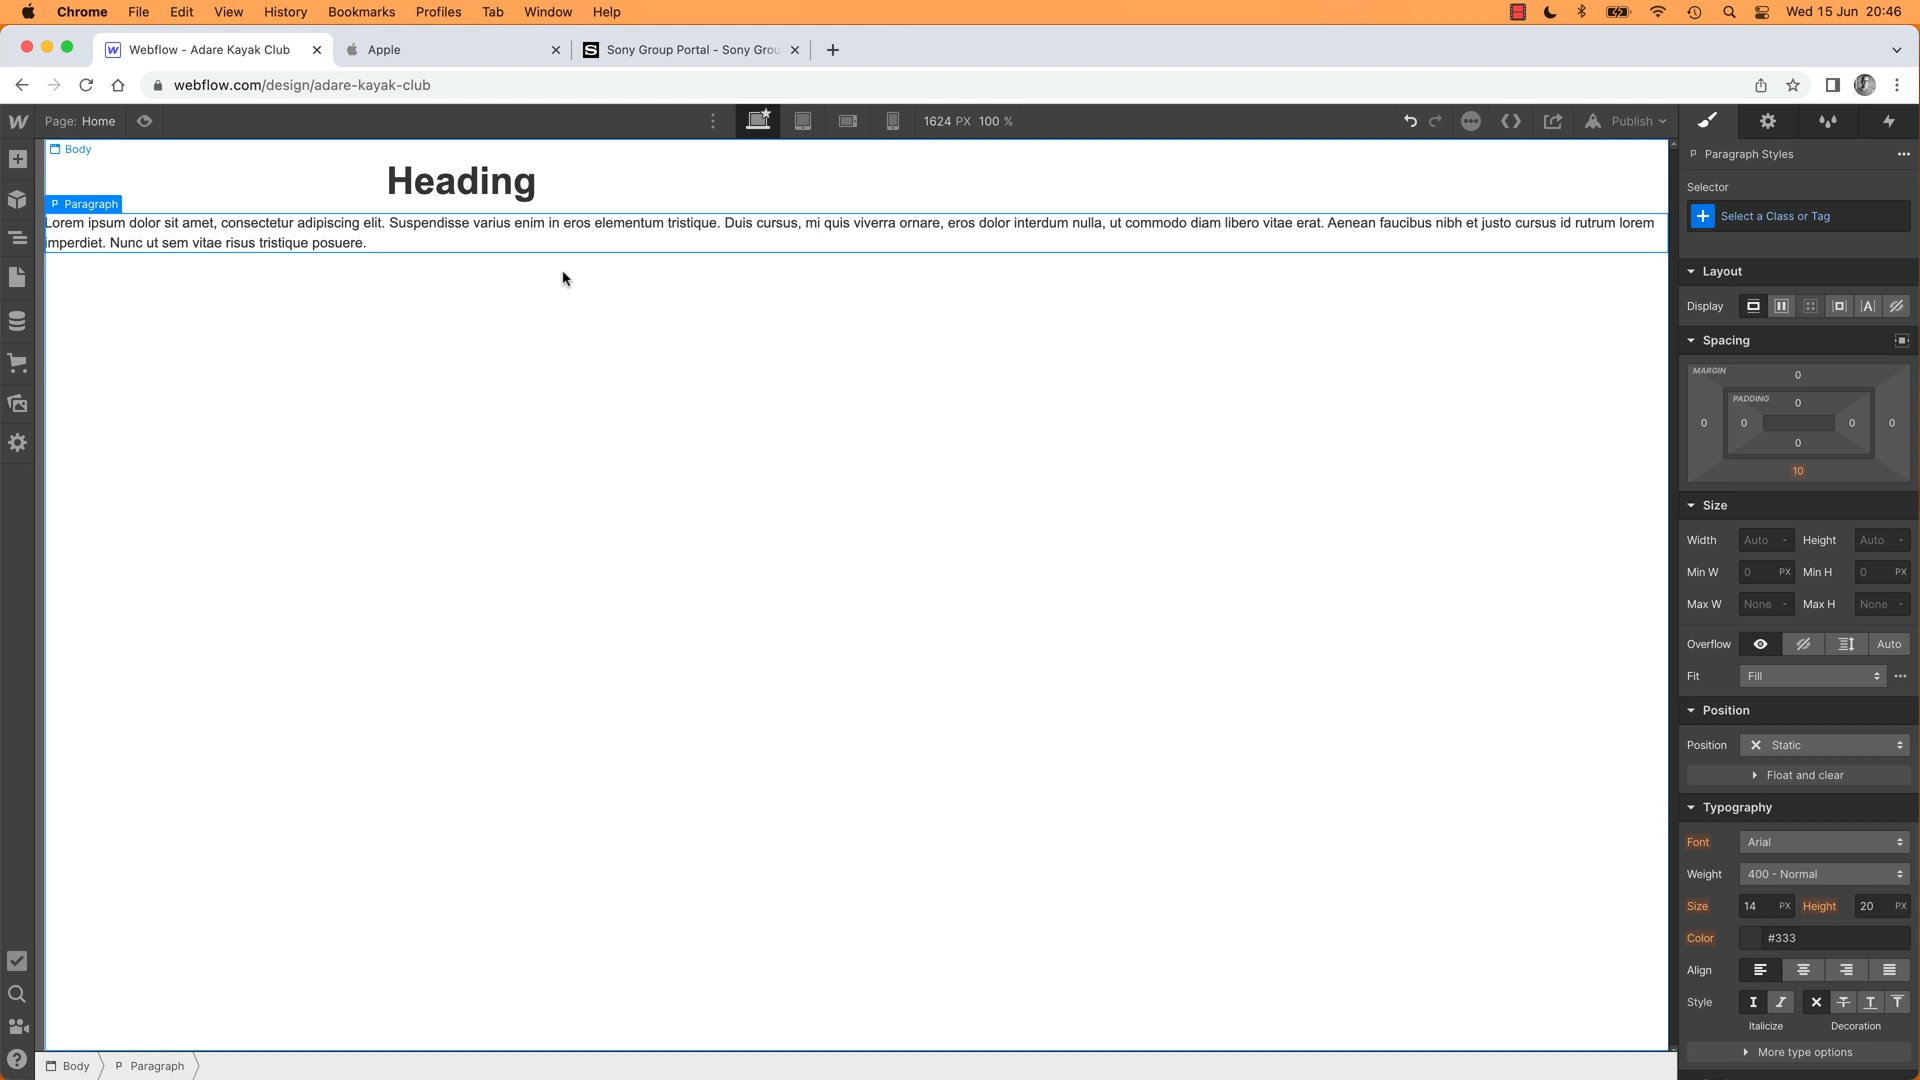 Chrome File Edit View History Bookmarks Profiles Tab Window Help Wed 15 Jun 20:46
Webflow - Adare Kayak Club Apple Sony Group Portal - Sony Grou
webflow.com/design/adare-kayak-club
Page: Home 1624 PX 100 % Publish
Body
Heading
P Paragraph
Lorem ipsum dolor sit amet, consectetur adipiscing elit. Suspendisse varius enim in eros elementum tristique. Duis cursus, mi quis viverra ornare, eros dolor interdum nulla, ut commodo diam libero vitae erat. Aenean faucibus nibh et justo cursus id rutrum lorem
imperdiet. Nunc ut sem vitae risus tristique posuere.
P Paragraph Styles
Selector
Select a Class or Tag
Layout
Display
Spacing
MARGIN 0
PADDING 0
0 0 0 0
0
10
Size
Width Auto - Height Auto -
Min W 0 PX Min H 0 PX
Max W None - Max H None -
Overflow Auto
Fit Fill
Position
Position Static
Float and clear
Typography
Font Arial
Weight 400 - Normal
Size 14 PX Height 20 PX
Color #333
Align
Style
Italicize Decoration
More type options
Body P Paragraph